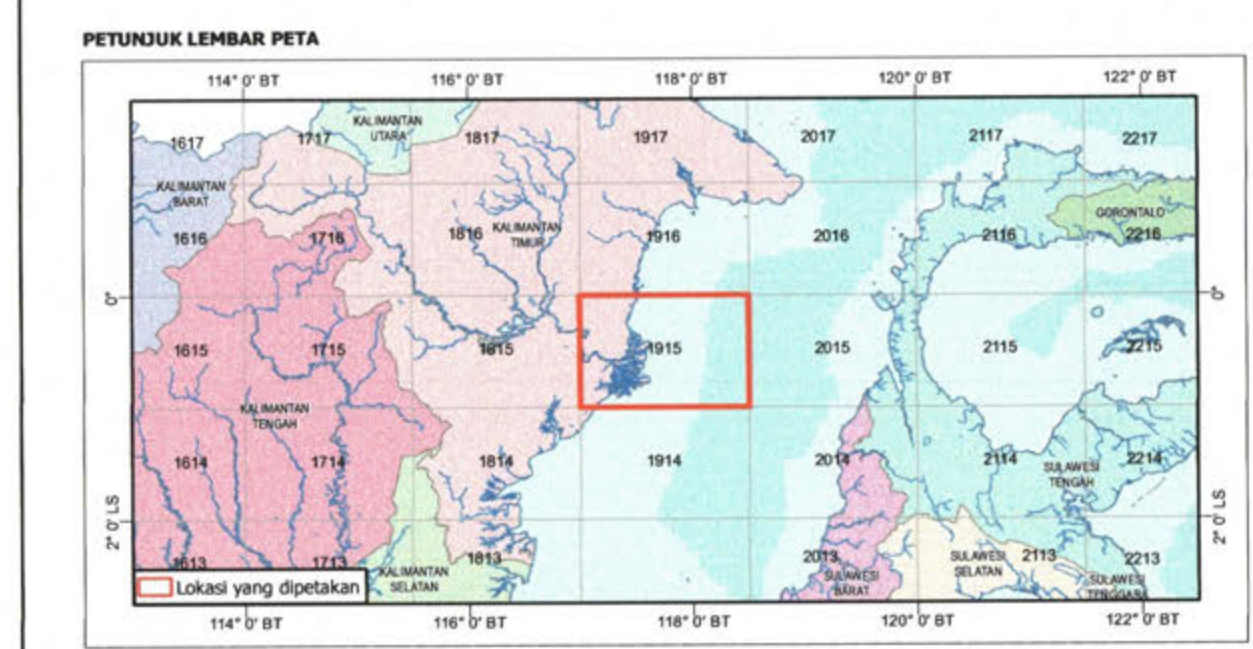 PETUNJUK LEMBAR PETA
114° 0' BT 116° 0' BT 118° 0' BT 120° 0' BT 122° 0' BT
KALIMANTAN
UTARA
1617 1717 1817 1917 2017 2117 2217
KALIMANTAN
BARAT
GORONTALO
KALIMANTAN
TIMUR
1616 1716 1816 1916 2016 2116 2216
0° 0°
1615 1715 1815 1915 2015 2115 2215
KALIMANTAN
TENGAH
1614 1714 1814 1914 2014 2114 2214
SULAWESI
TENGAH
2° 0' LS 2° 0' LS
1613 1713 1813 2013 2113 2213
KALIMANTAN
SELATAN
SULAWESI
BARAT
SULAWESI
SELATAN
SULAWESI
TENGGARA
Lokasi yang dipetakan
114° 0' BT 116° 0' BT 118° 0' BT 120° 0' BT 122° 0' BT